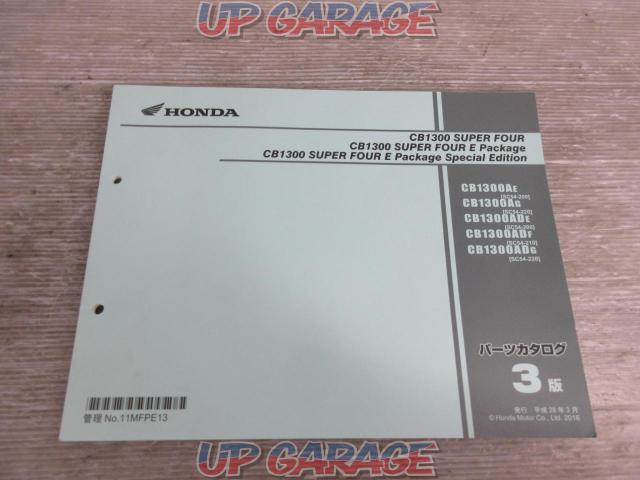 UP GARAGE
HONDA
CB1300 SUPER FOUR
CB1300 SUPER FOUR E Package
CB1300 SUPER FOUR E Package Special Edition
CB1300AE
[SC54-200]
CB1300AG
[SC54-220]
CB1300ADE
[SC54-200]
CB1300ADF
[SC54-210]
CB1300ADG
[SC54-220]
パーツカタログ
3版
発行 平成28年3月
© Honda Motor Co., Ltd. 2016
管理 No.11MFPE13
UP GARAGE